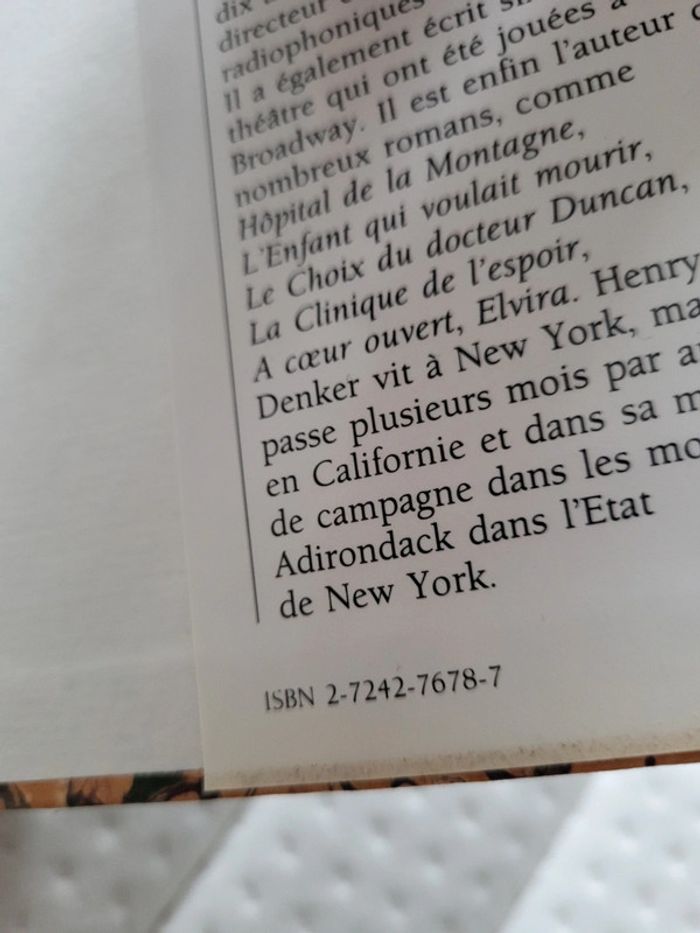 dix
directeur
radiophoniques
Il a également écrit
théâtre qui ont été jouées à
Broadway. Il est enfin l'auteur
nombreux romans, comme
Hôpital de la Montagne,
L'Enfant qui voulait mourir,
Le Choix du docteur Duncan,
La Clinique de l'espoir,
A cœur ouvert, Elvira. Henry
Denker vit à New York, ma
passe plusieurs mois par a
en Californie et dans sa m
de campagne dans les mo
Adirondack dans l'Etat
de New York.
ISBN 2-7242-7678-7